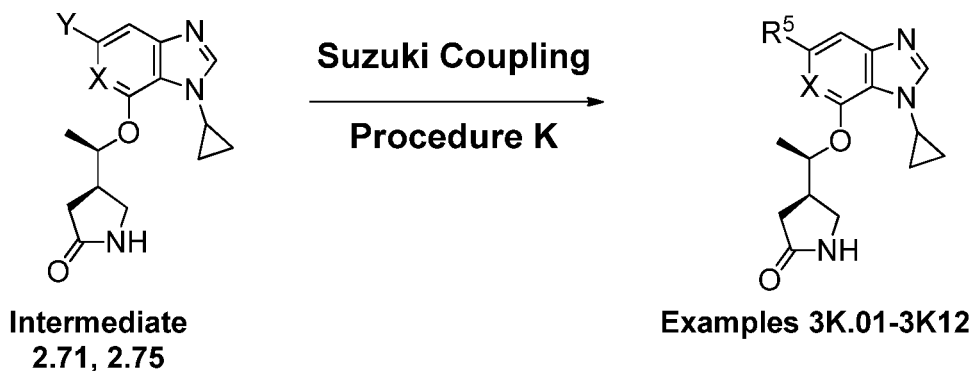 Y
N
X
N
O
NH
O
Suzuki Coupling
Procedure K
R5
N
X
N
O
NH
O
Intermediate
2.71, 2.75
Examples 3K.01-3K12